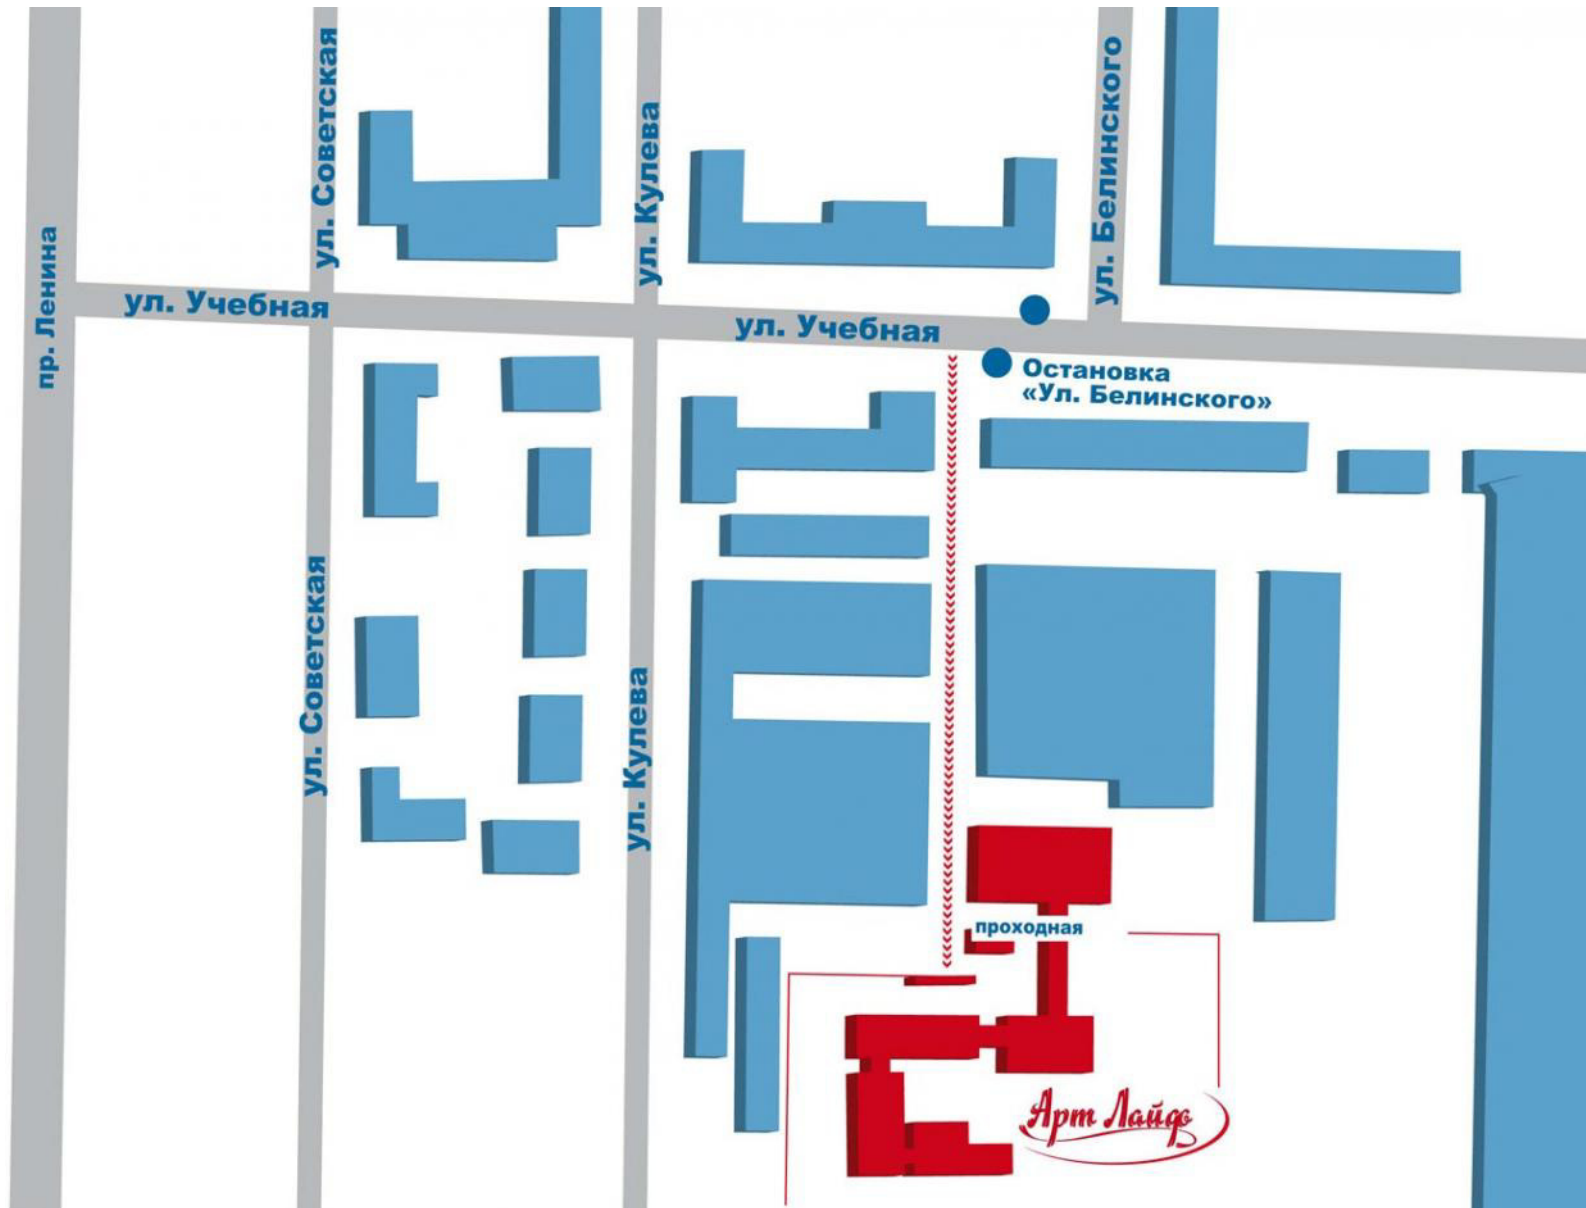 ул. Советская
ул. Кулева
ул. Белинского
пр. Ленина
ул. Учебная
ул. Учебная
Остановка
«Ул. Белинского»
ул. Советская
ул. Кулева
проходная
Арт Лайф